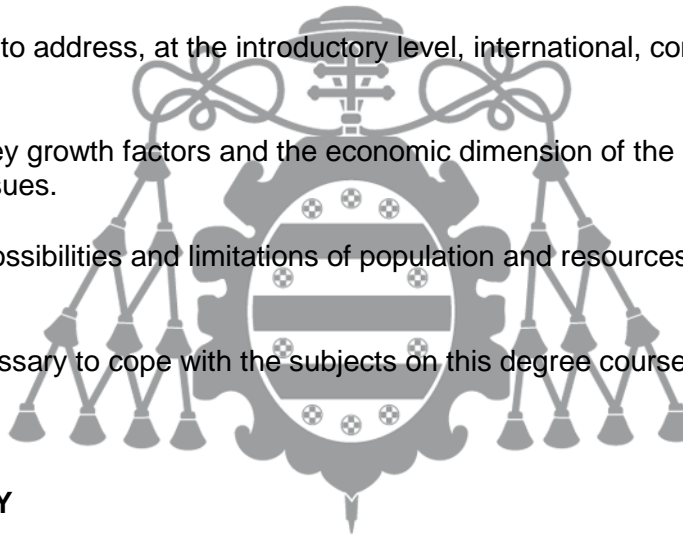 to address, at the introductory level, international, cor
ey growth factors and the economic dimension of the
sues.
ossibilities and limitations of population and resources
ssary to cope with the subjects on this degree course
Y